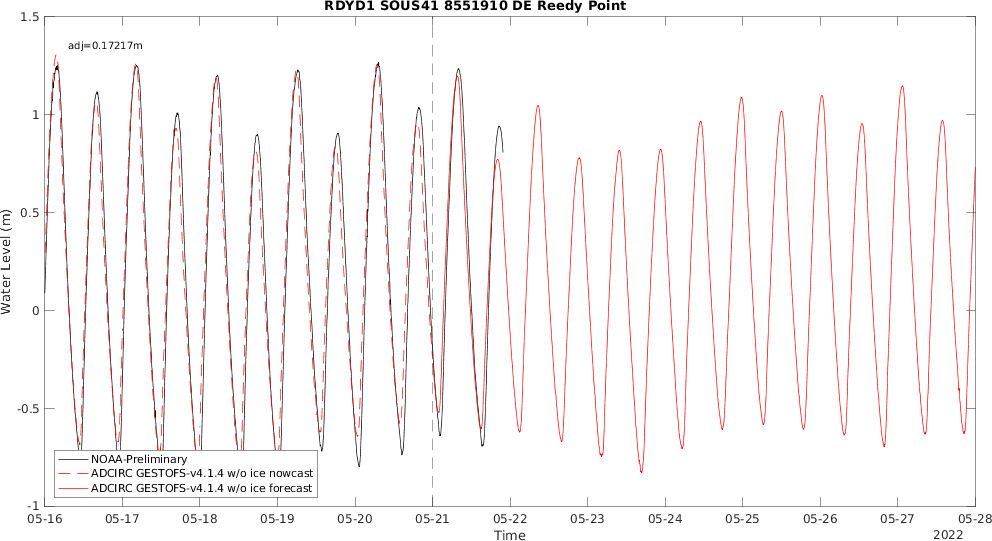 RDYD1 SOUS41 8551910 DE Reedy Point
adj=0.17217m
1.5
1
0.5
0
-0.5
-1
Water Level (m)
NOAA-Preliminary
ADCIRC GESTOFS-v4.1.4 w/o ice nowcast
ADCIRC GESTOFS-v4.1.4 w/o ice forecast
05-16 05-17 05-18 05-19 05-20 05-21 05-22 05-23 05-24 05-25 05-26 05-27 05-28
Time
2022